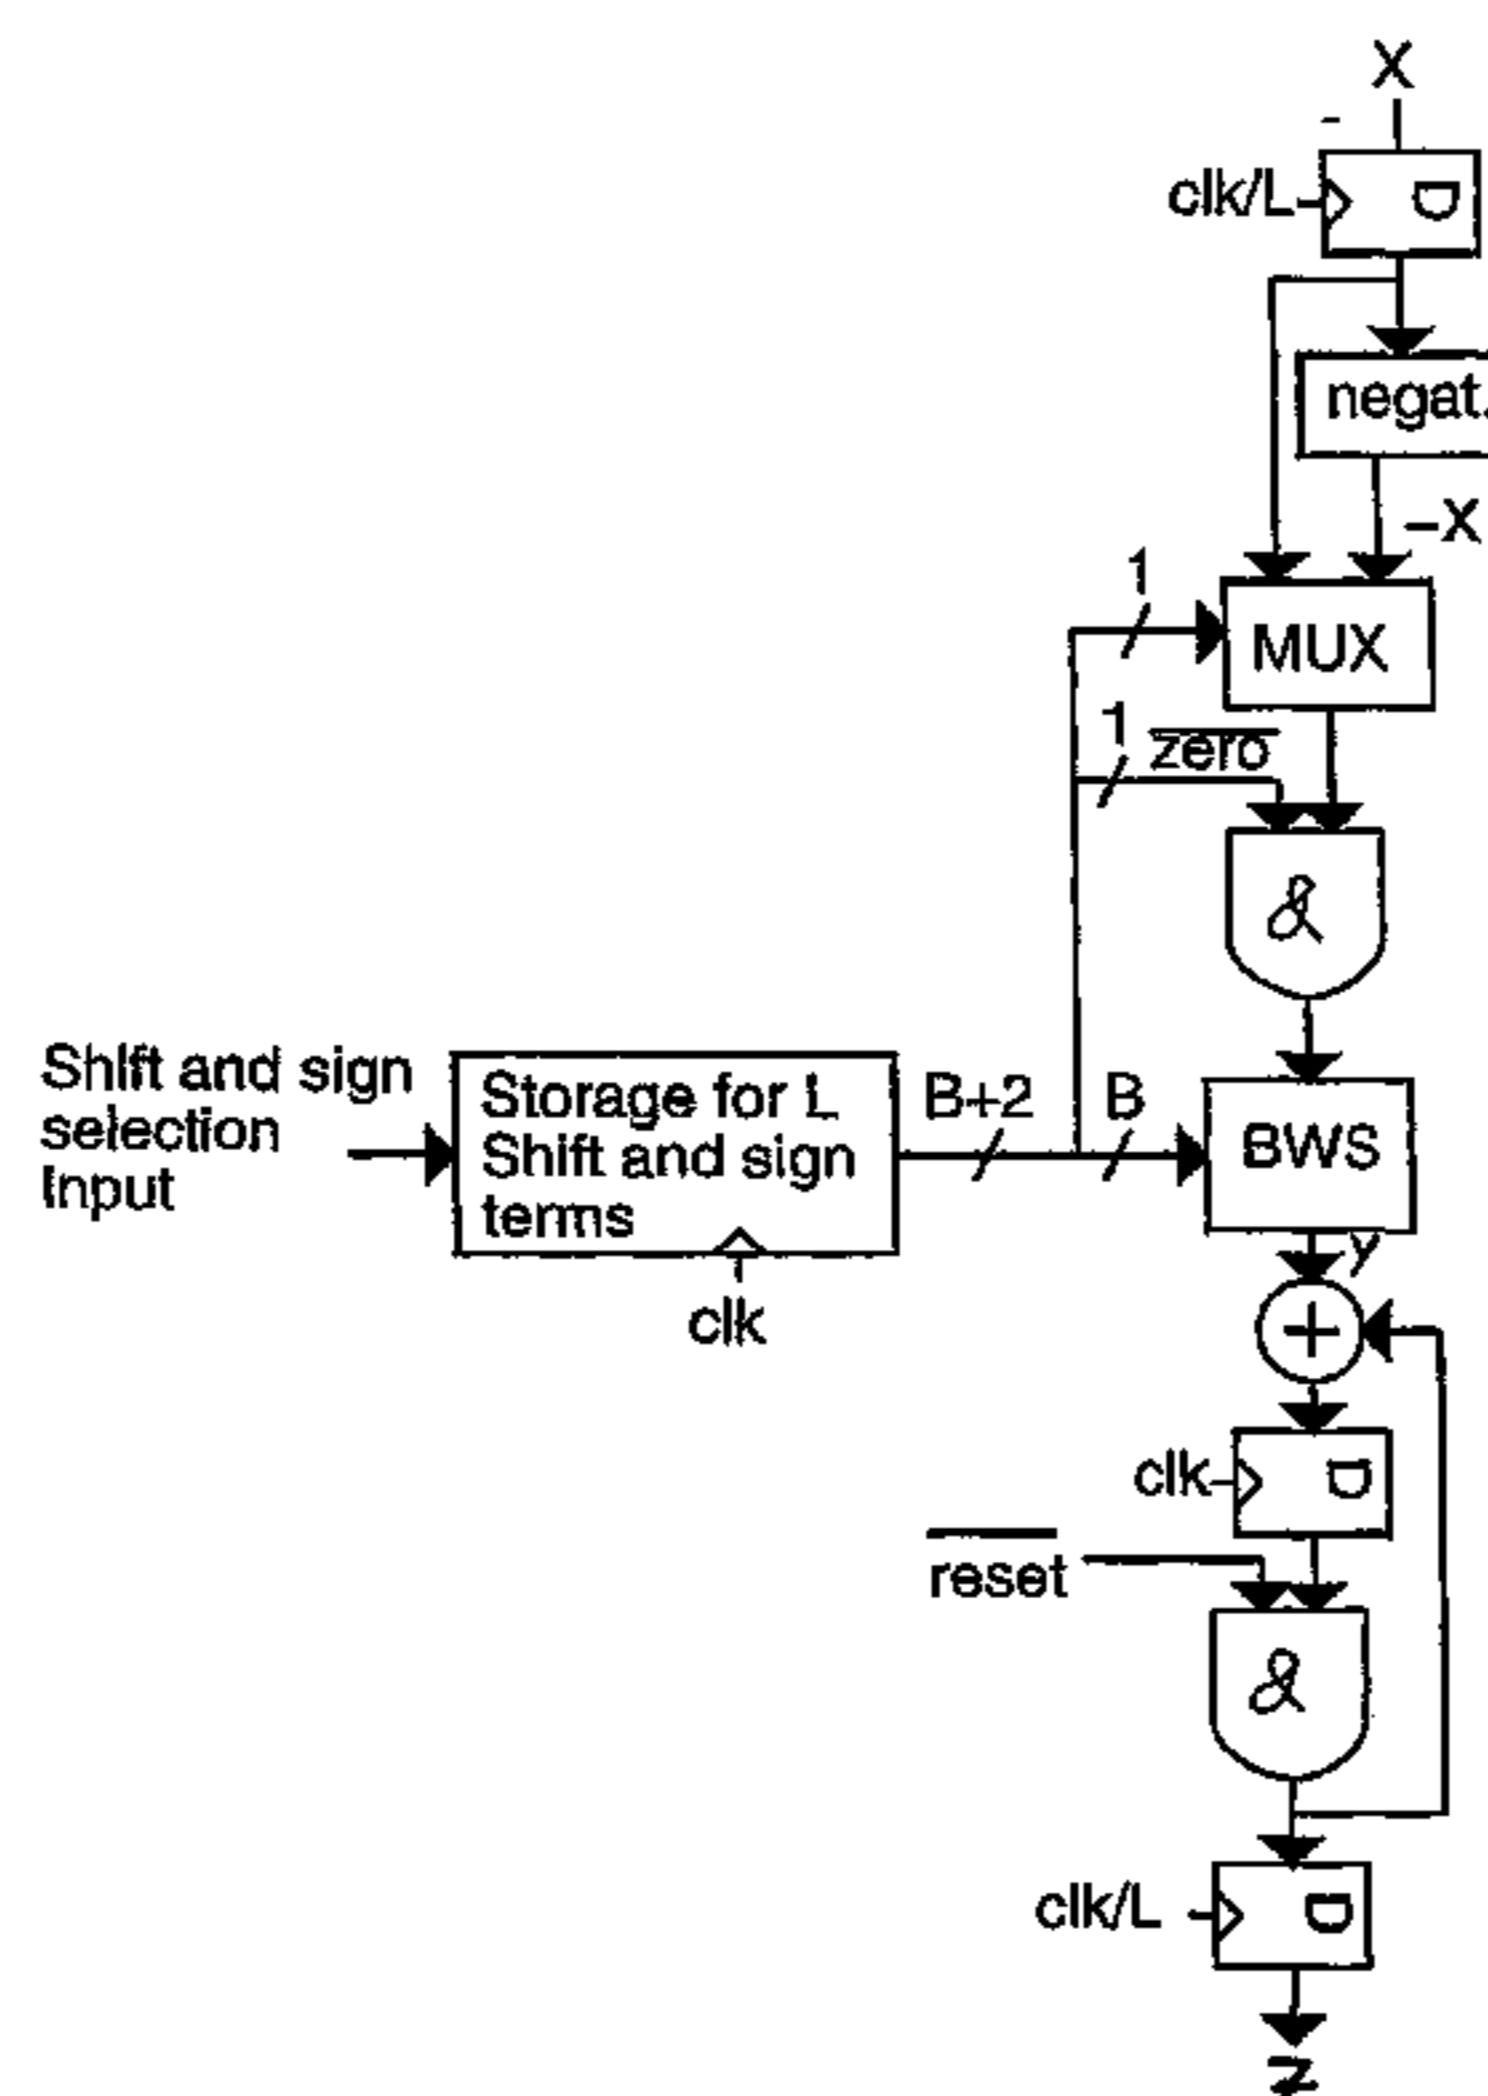 X
clk/L
D
negat.
-X
1
MUX
1
zero
&
Shift and sign
selection
Input
Storage for L
Shift and sign
terms
clk
B+2
B
BWS
y
+
clk
D
reset
&
clk/L
D
z